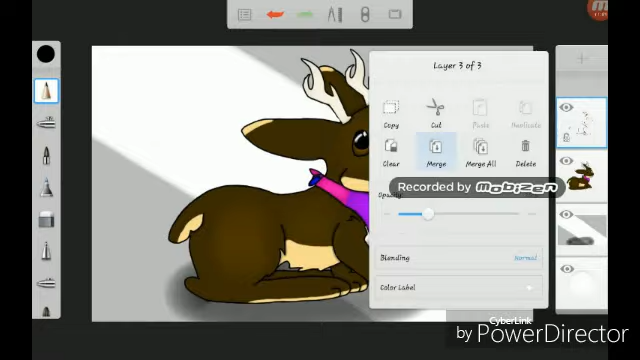 Layer 3 of 3
Copy
Cut
Paste
Duplicate
Clear
Merge
Merge All
Delete
Recorded by mobizen
Opacity:
Blending
Normal
Color Label
CyberLink
by PowerDirector